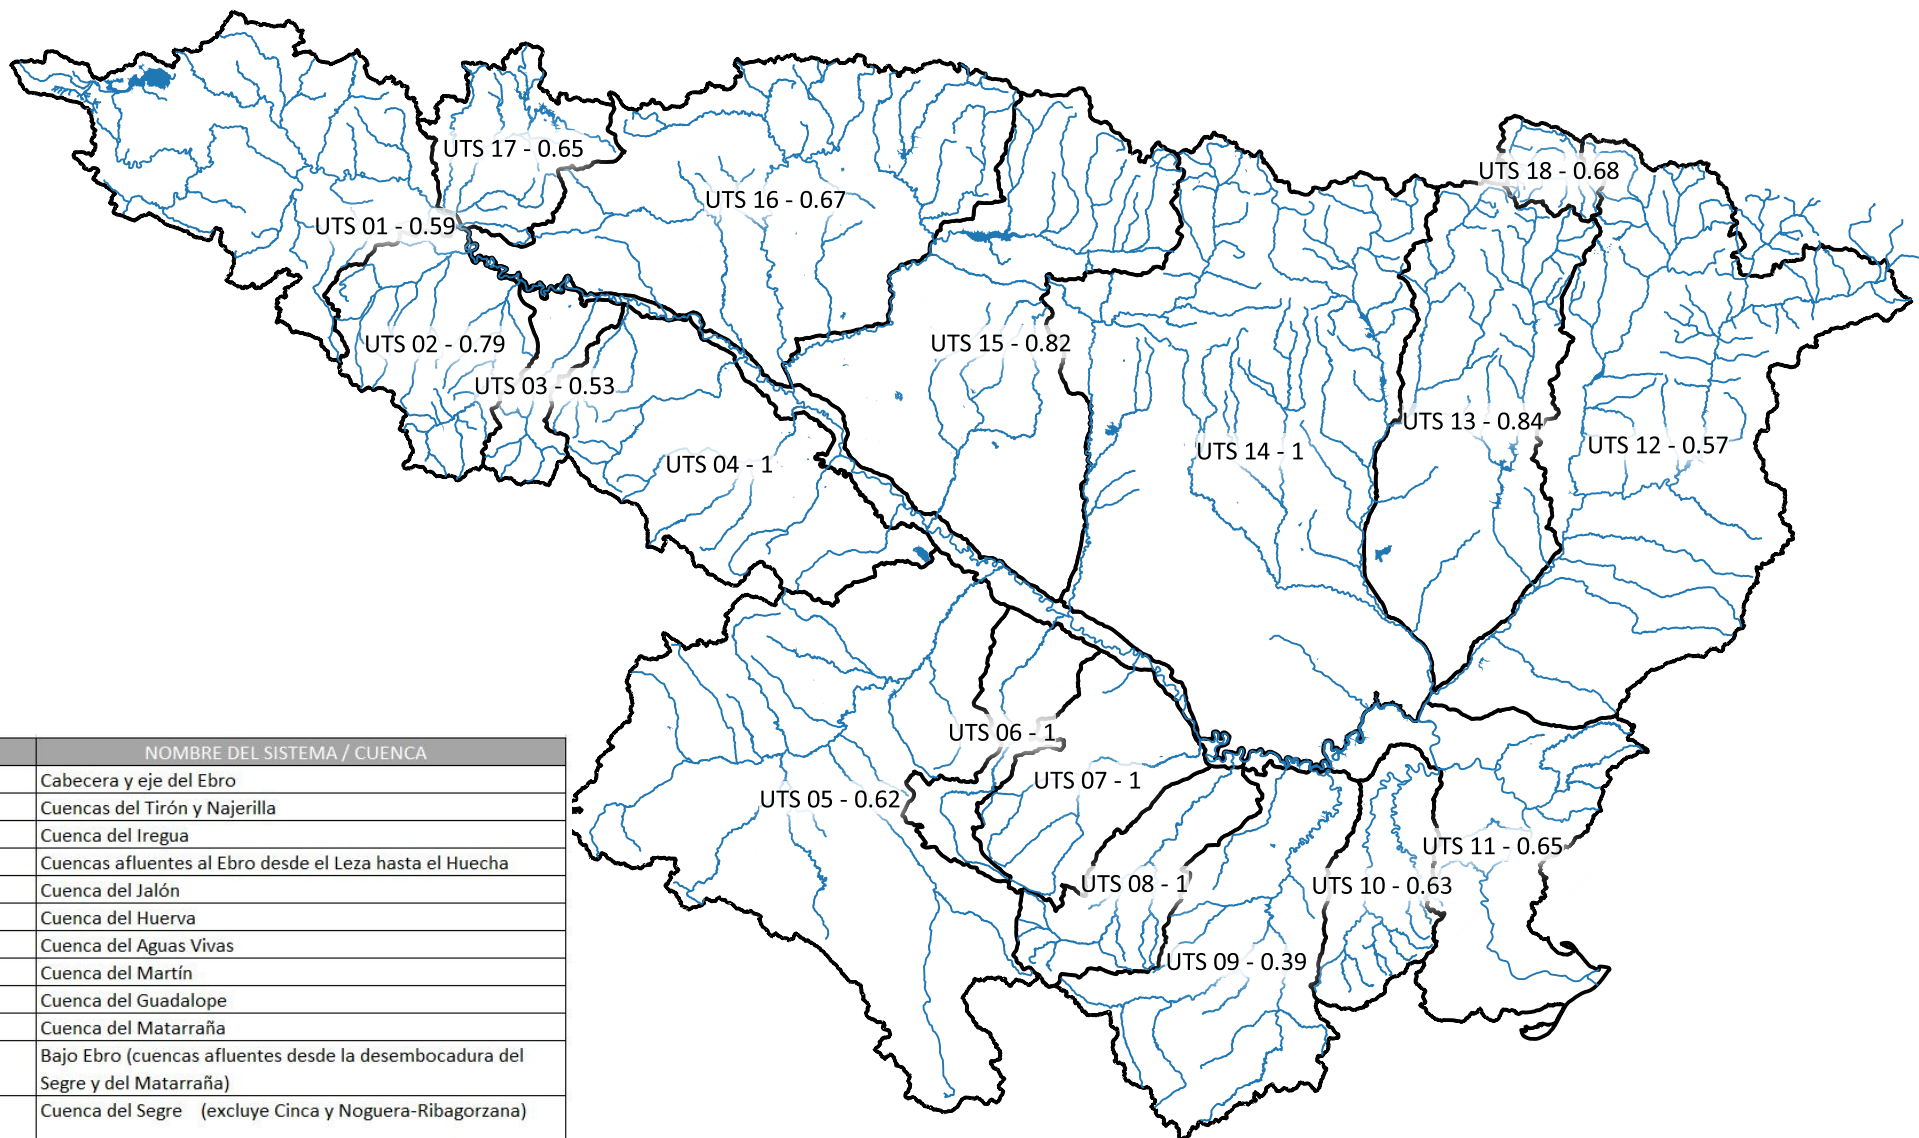 UTS 17 - 0.65
UTS 18 - 0.68
UTS 16 - 0.67
UTS 01 - 0.59
UTS 02 - 0.79
UTS 15 - 0.82
UTS 03 - 0.53
UTS 13 - 0.84
UTS 12 - 0.57
UTS 14 - 1
UTS 04 - 1
UTS 06 - 1
UTS 07 - 1
UTS 05 - 0.62
UTS 11 - 0.65
UTS 08 - 1
UTS 10 - 0.63
UTS 09 - 0.39
NOMBRE DEL SISTEMA / CUENCA
Cabecera y eje del Ebro
Cuencas del Tirón y Najerilla
Cuenca del Iregua
Cuencas afluentes al Ebro desde el Leza hasta el Huecha
Cuenca del Jalón
Cuenca del Huerva
Cuenca del Aguas Vivas
Cuenca del Martín
Cuenca del Guadalope
Cuenca del Matarraña
Bajo Ebro (cuencas afluentes desde la desembocadura del
Segre y del Matarraña)
Cuenca del Segre (excluye Cinca y Noguera-Ribagorzana)